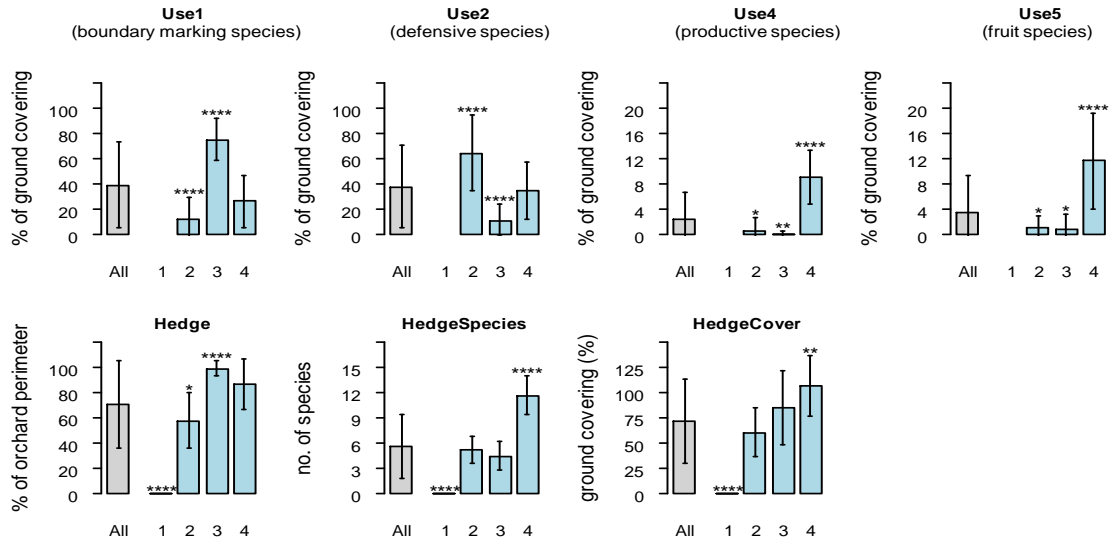 Use1
(boundary marking species)
% of ground covering
100
80
60
40
20
0
****
****
All 1 2 3 4
Use2
(defensive species)
% of ground covering
100
80
60
40
20
0
****
****
All 1 2 3 4
Use4
(productive species)
% of ground covering
20
16
12
8
4
0
*
**
****
All 1 2 3 4
Use5
(fruit species)
% of ground covering
20
16
12
8
4
0
*
*
****
All 1 2 3 4
Hedge
% of orchard perimeter
100
80
60
40
20
0
****
*
****
All 1 2 3 4
HedgeSpecies
no. of species
15
12
9
6
3
0
****
****
All 1 2 3 4
HedgeCover
ground covering (%)
125
100
75
50
25
0
****
**
All 1 2 3 4